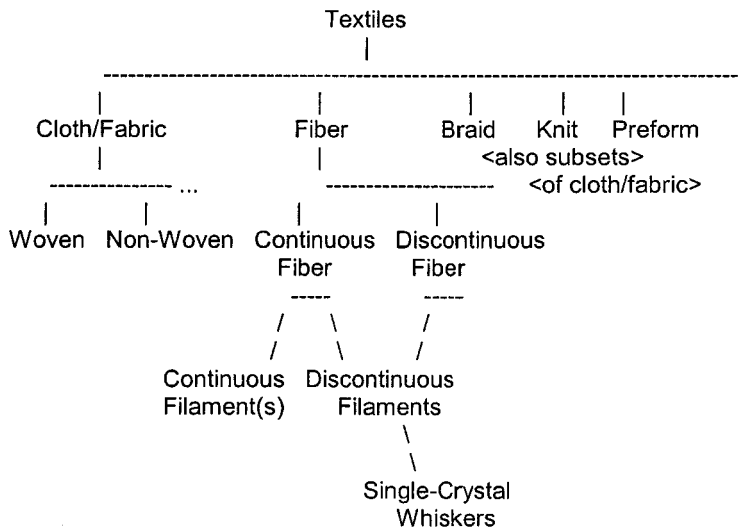 Textiles
Cloth/Fabric Fiber Braid Knit Preform
<also subsets>
<of cloth/fabric>
...
Woven Non-Woven Continuous Discontinuous
Fiber Fiber
Continuous Discontinuous
Filament(s) Filaments
Single-Crystal
Whiskers